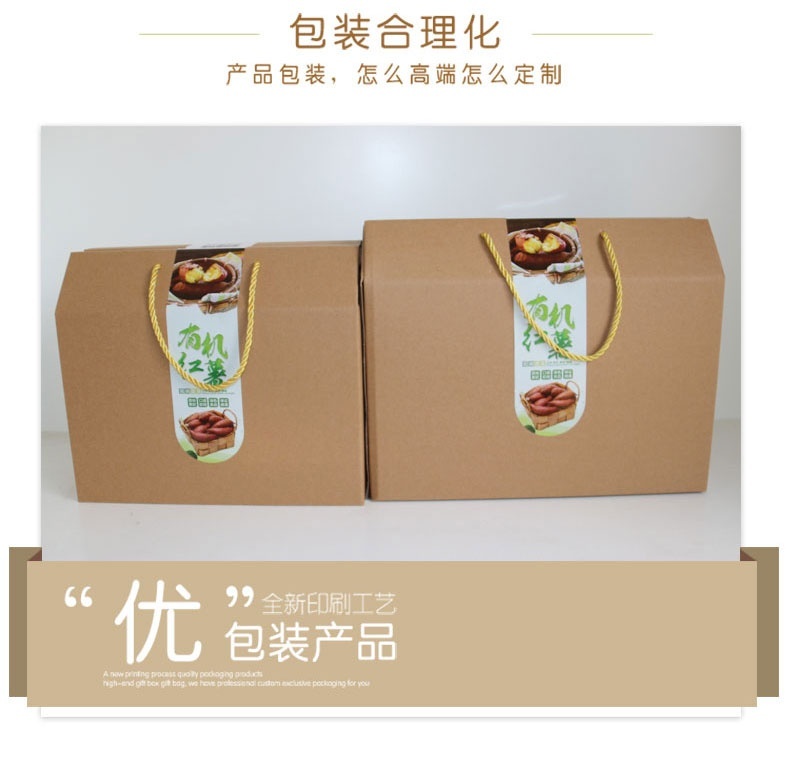 包装合理化
产品包装，怎么高端怎么定制
有机
红薯
有机
红薯
“优”
全新印刷工艺
包装产品
A new printing process quality packaging products
high-end gift box gift bag, we have professional custom exclusive packaging for you